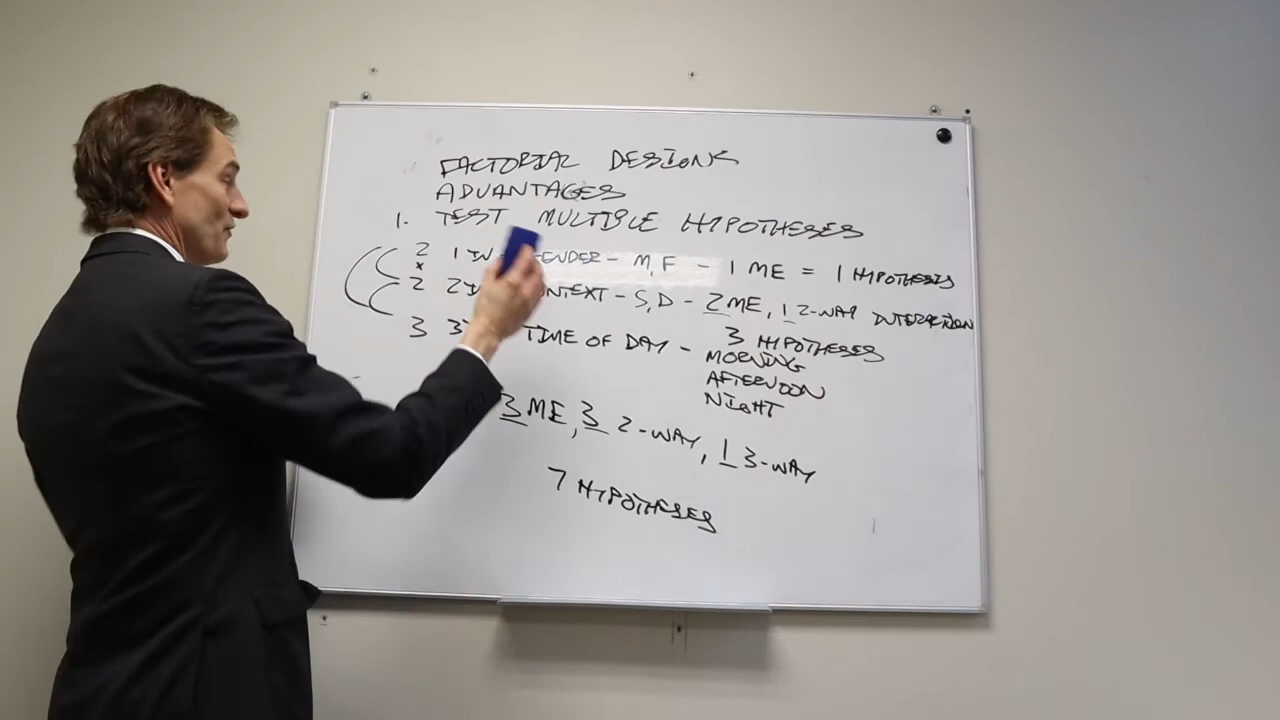 FACTORIAL DESIGNS
ADVANTAGES
1. TEST MULTIPLE HYPOTHESES
2 1 IV ENDER - M, F - 1 ME = 1 HYPOTHESIS
x
2 2 ONTEXT - S, D - 2 ME, 1 2-WAY INTERACTION
3 HYPOTHESES
3 3 TIME OF DAY - MORNING
AFTERNOON
NIGHT
3 ME, 3 2-WAY, 1 3-WAY
7 HYPOTHESES